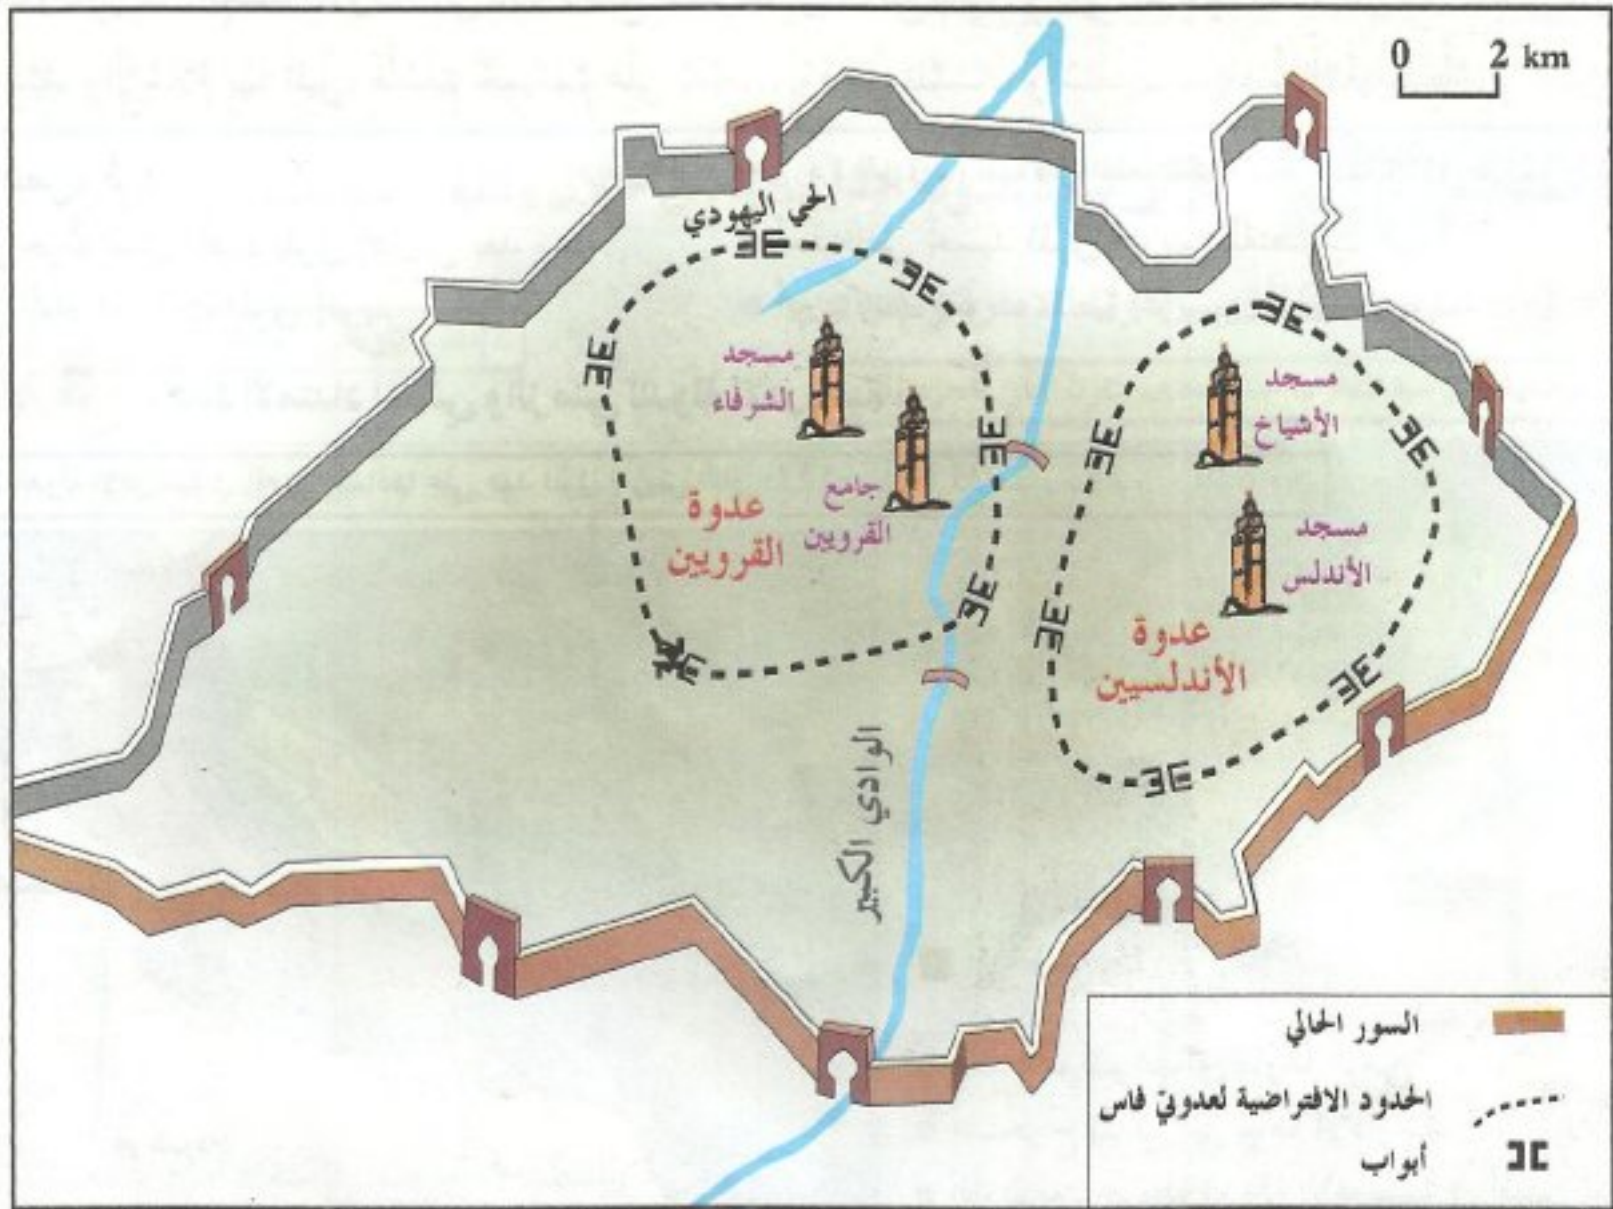 0 2 km
الحي اليهودي
مسجد
الشرفاء
جامع
القرويين
عدوة
القرويين
مسجد
الأشياخ
مسجد
الأندلس
عدوة
الأندلسيين
الوادي الكبير
السور الحالي
الحدود الافتراضية لعدوتي فاس
أبواب